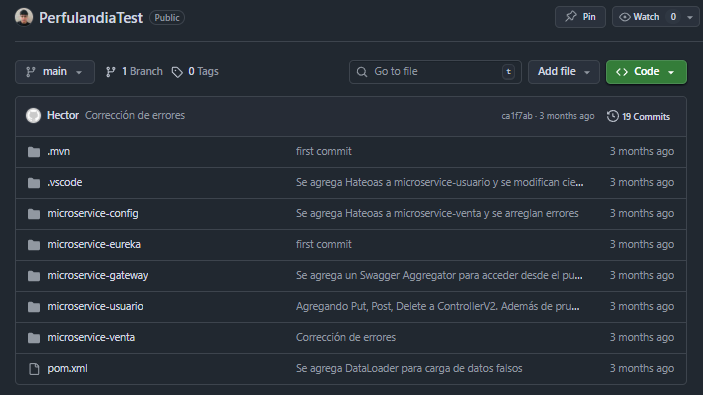 PerfulandiaTest Public Pin Watch 0
main 1 Branch 0 Tags Go to file t Add file Code
Hector Corrección de errores ca1f7ab · 3 months ago 19 Commits
.mvn first commit 3 months ago
.vscode Se agrega Hateoas a microservice-usuario y se modifican cie... 3 months ago
microservice-config Se agrega Hateoas a microservice-venta y se arreglan errores 3 months ago
microservice-eureka first commit 3 months ago
microservice-gateway Se agrega un Swagger Aggregator para acceder desde el pu... 3 months ago
microservice-usuario Agregando Put, Post, Delete a ControllerV2. Además de pru... 3 months ago
microservice-venta Corrección de errores 3 months ago
pom.xml Se agrega DataLoader para carga de datos falsos 3 months ago